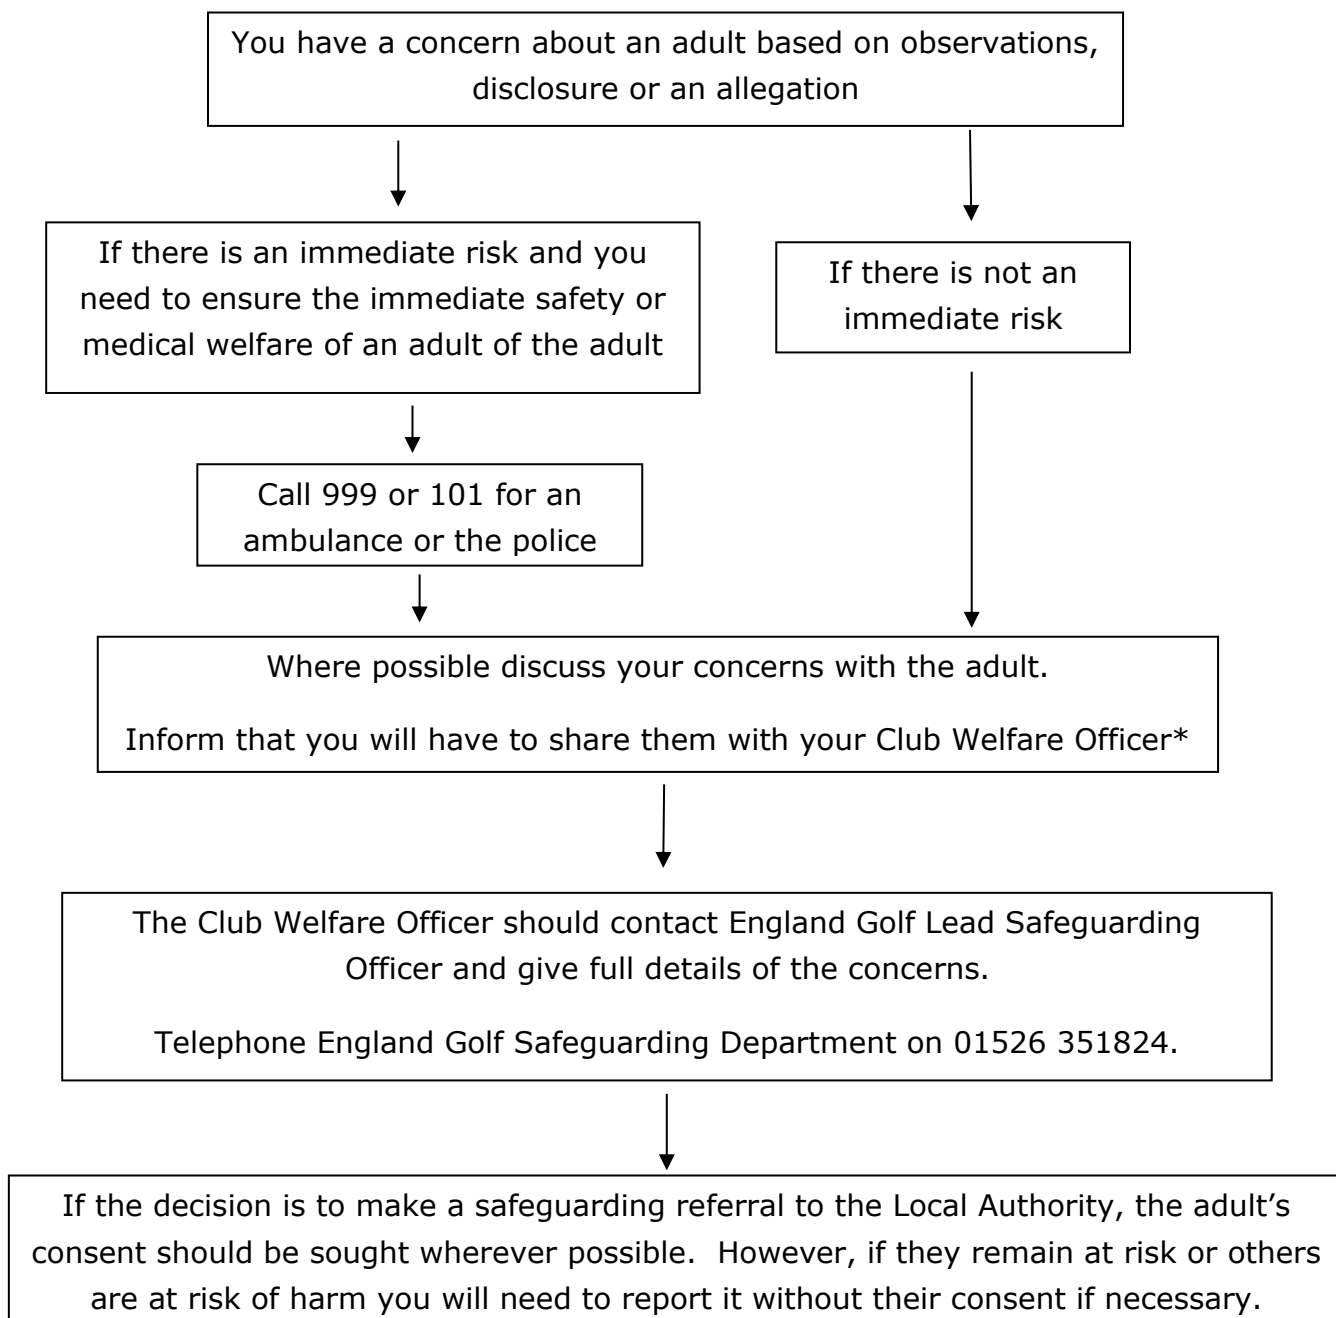 You have a concern about an adult based on observations,
disclosure or an allegation
If there is an immediate risk and you
need to ensure the immediate safety or
medical welfare of an adult of the adult
If there is not an
immediate risk
Call 999 or 101 for an
ambulance or the police
Where possible discuss your concerns with the adult.
Inform that you will have to share them with your Club Welfare Officer*
The Club Welfare Officer should contact England Golf Lead Safeguarding
Officer and give full details of the concerns.
Telephone England Golf Safeguarding Department on 01526 351824.
If the decision is to make a safeguarding referral to the Local Authority, the adult’s
consent should be sought wherever possible.  However, if they remain at risk or others
are at risk of harm you will need to report it without their consent if necessary.